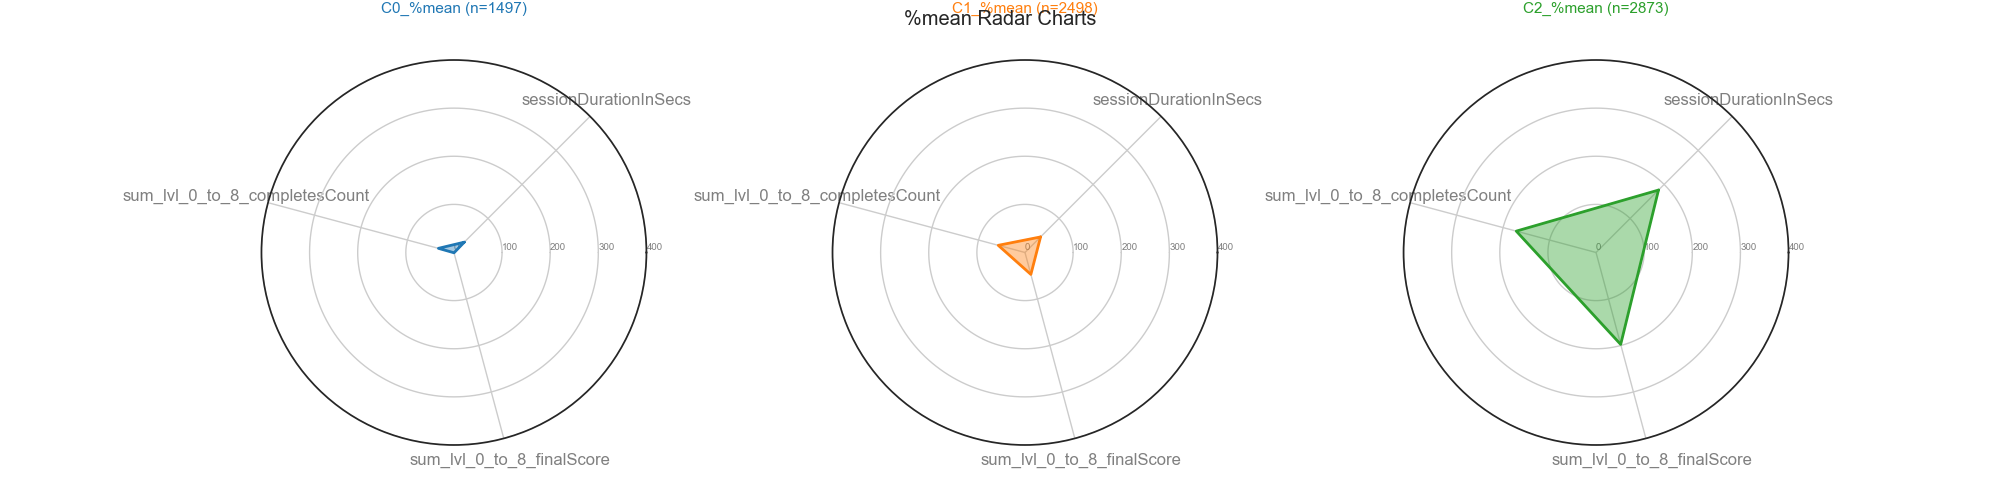 C0_%mean (n=1497)
C1_%mean (n=2498)
C2_%mean (n=2873)
%mean Radar Charts
sessionDurationInSecs
sum_lvl_0_to_8_completesCount
100 200 300 400
sum_lvl_0_to_8_finalScore
sessionDurationInSecs
sum_lvl_0_to_8_completesCount
0 100 200 300 400
sum_lvl_0_to_8_finalScore
sessionDurationInSecs
sum_lvl_0_to_8_completesCount
0 100 200 300 400
sum_lvl_0_to_8_finalScore